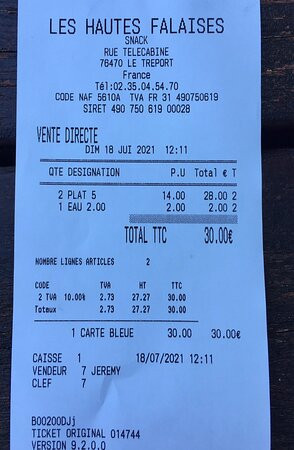 LES HAUTES FALAISES
SNACK
RUE TELECABINE
76470 LE TREPORT
France
Tél:02.35.04.54.70
CODE NAF 5610A TVA FR 31 490750619
SIRET 490 750 619 00028
VENTE DIRECTE
DIM 18 JUI 2021 12:11
QTE DESIGNATION P.U Total € T
2 PLAT 5 14.00 28.00 2
1 EAU 2.00 2.00 2.00 2
TOTAL TTC 30.00€
NOMBRE LIGNES ARTICLES 2
CODE TVA HT TTC
2 TVA 10.00% 2.73 27.27 30.00
Totaux 2.73 27.27 30.00
1 CARTE BLEUE 30.00 30.00€
CAISSE 1 18/07/2021 12:11
VENDEUR 7 JEREMY
CLEF 7
B00200DJj
TICKET ORIGINAL 014744
VERSION 9.2.0.0